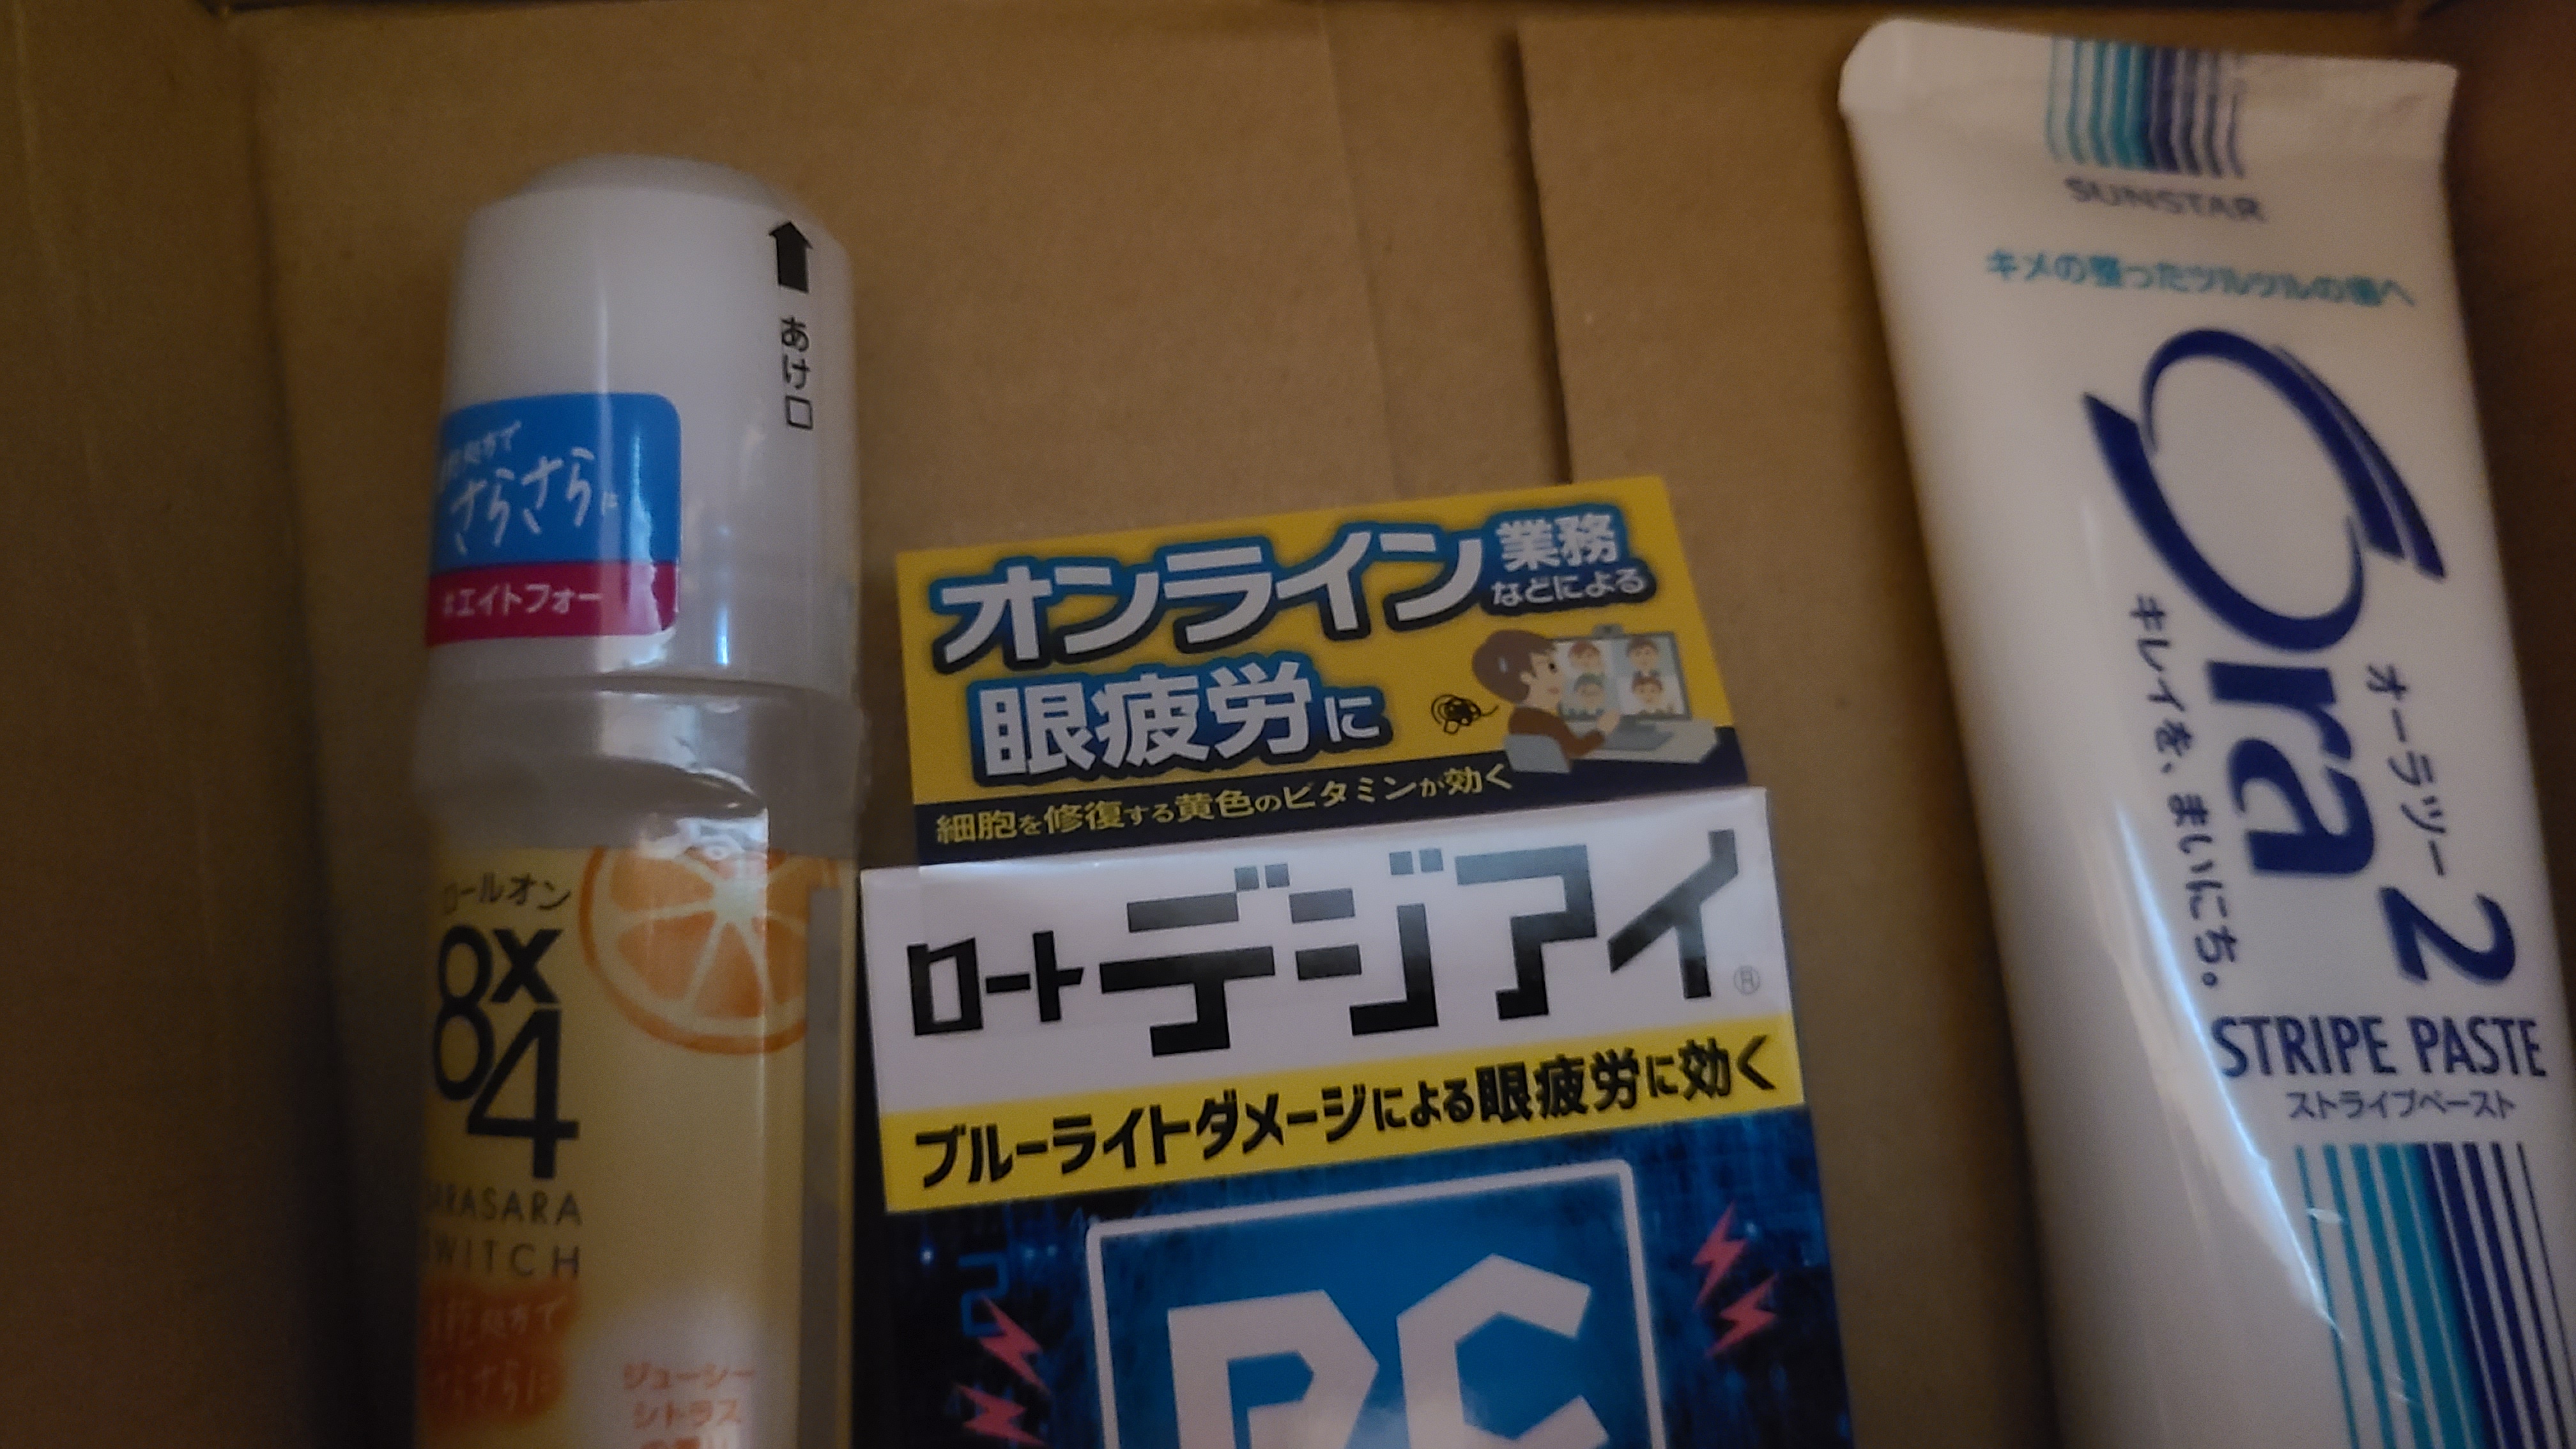 あけ口
さらさらに
#エイトフォー
ロールオン
8x4
ジューシー
シトラス
オンライン業務
などによる
眼疲労に
細胞を修復する黄色のビタミンが効く
ロートデジアイ®
ブルーライトダメージによる眼疲労に効く
PC
SUNSTAR
キメの整ったツルツルの歯へ
Ora2
オーラツー
キレイを、まいにち。
STRIPE PASTE
ストライプペースト